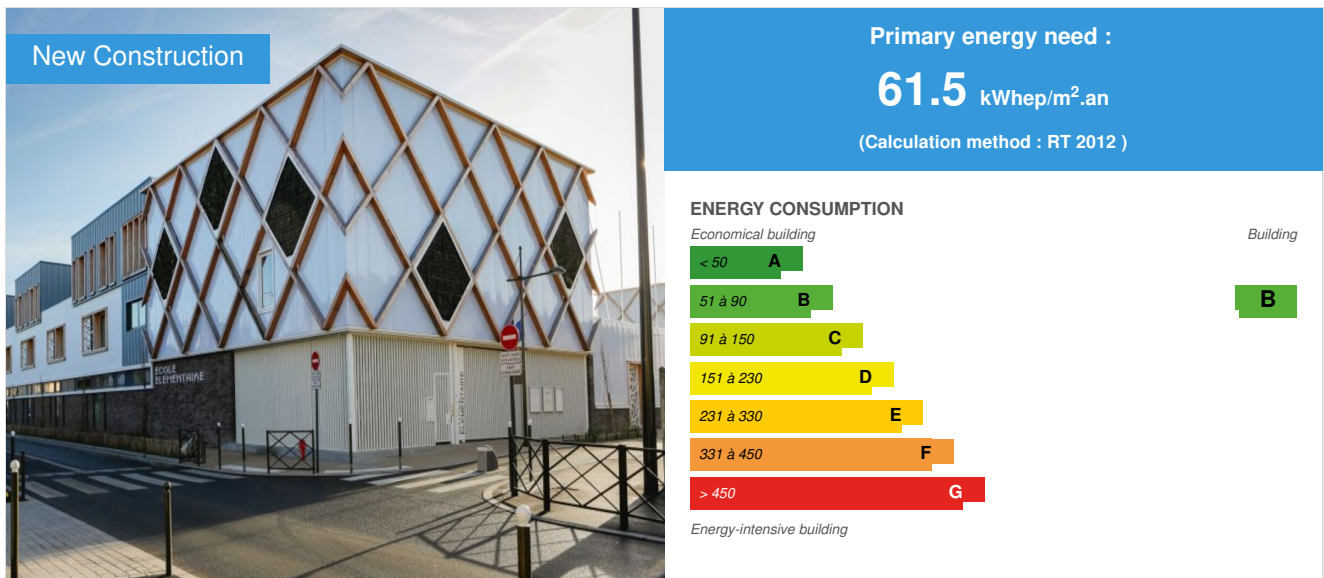 New Construction
ECOLE
ELEMENTAIRE
Primary energy need :
61.5 kWhep/m².an
(Calculation method : RT 2012 )
ENERGY CONSUMPTION
Economical building
Building
< 50 A
51 à 90 B
B
91 à 150 C
151 à 230 D
231 à 330 E
331 à 450 F
> 450 G
Energy-intensive building